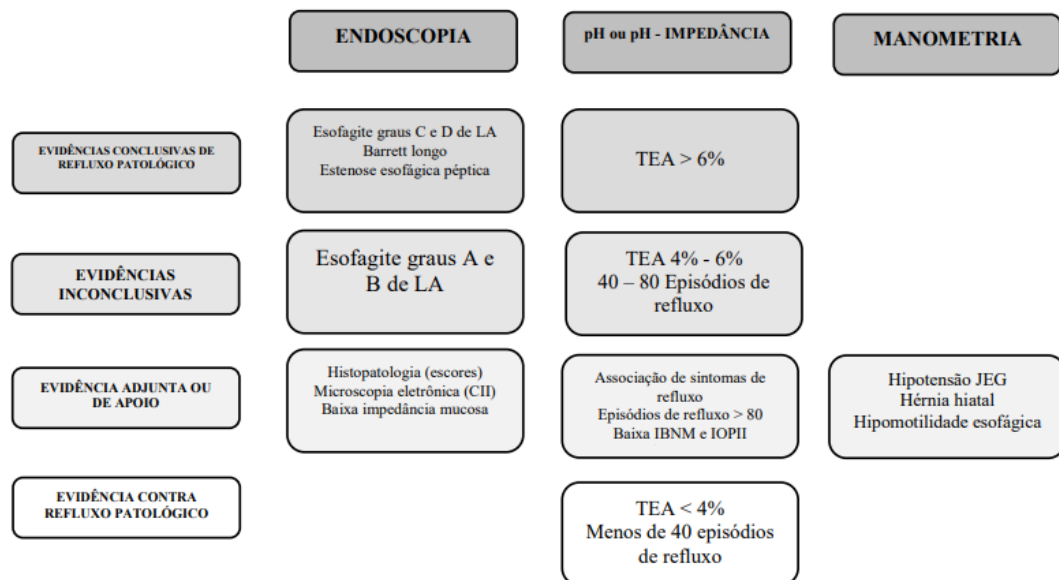 ENDOSCOPIA
pH ou pH - IMPEDÂNCIA
MANOMETRIA
EVIDÊNCIAS CONCLUSIVAS DE
REFLUXO PATOLÓGICO
Esofagite graus C e D de LA
Barrett longo
Estenose esofágica péptica
TEA > 6%
EVIDÊNCIAS
INCONCLUSIVAS
Esofagite graus A e
B de LA
TEA 4% - 6%
40 – 80 Episódios de
refluxo
EVIDÊNCIA ADJUNTA OU
DE APOIO
Histopatologia (escores)
Microscopia eletrônica (CII)
Baixa impedância mucosa
Associação de sintomas de
refluxo
Episódios de refluxo > 80
Baixa IBNM e IOPII
Hipotensão JEG
Hérnia hiatal
Hipomotilidade esofágica
EVIDÊNCIA CONTRA
REFLUXO PATOLÓGICO
TEA < 4%
Menos de 40 episódios
de refluxo